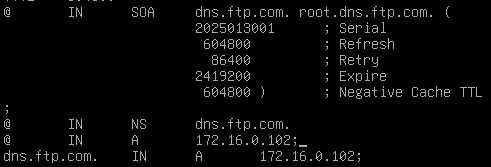 @ IN SOA dns.ftp.com. root.dns.ftp.com. (
2025013001 ; Serial
604800 ; Refresh
86400 ; Retry
2419200 ; Expire
604800 ) ; Negative Cache TTL
;
@ IN NS dns.ftp.com.
@ IN A 172.16.0.102;_
dns.ftp.com. IN A 172.16.0.102;